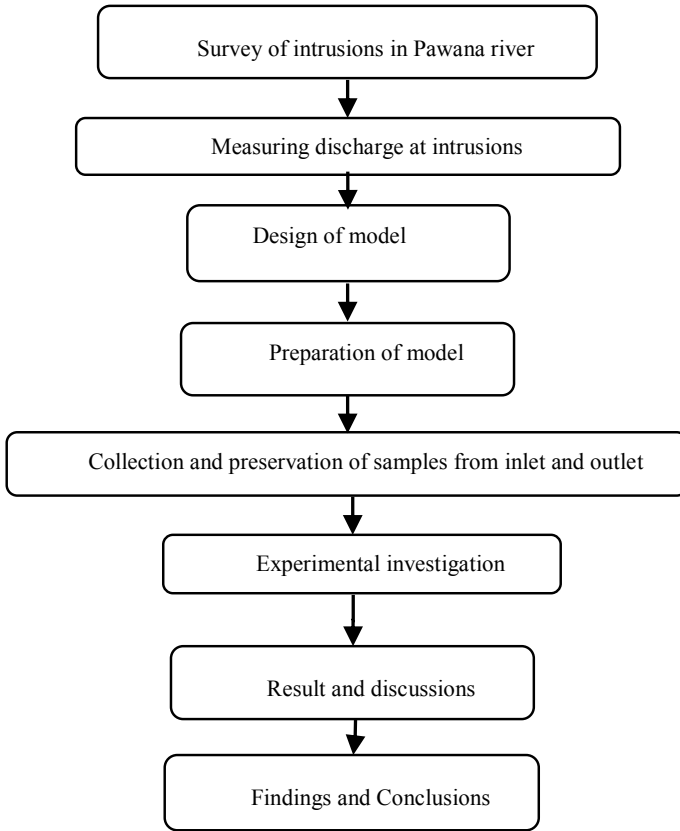 Survey of intrusions in Pawana river
Measuring discharge at intrusions
Design of model
Preparation of model
Collection and preservation of samples from inlet and outlet
Experimental investigation
Result and discussions
Findings and Conclusions